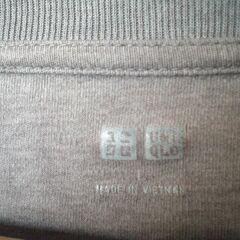 ユニ UNI
クロ QLO
MADE IN VIETNAM